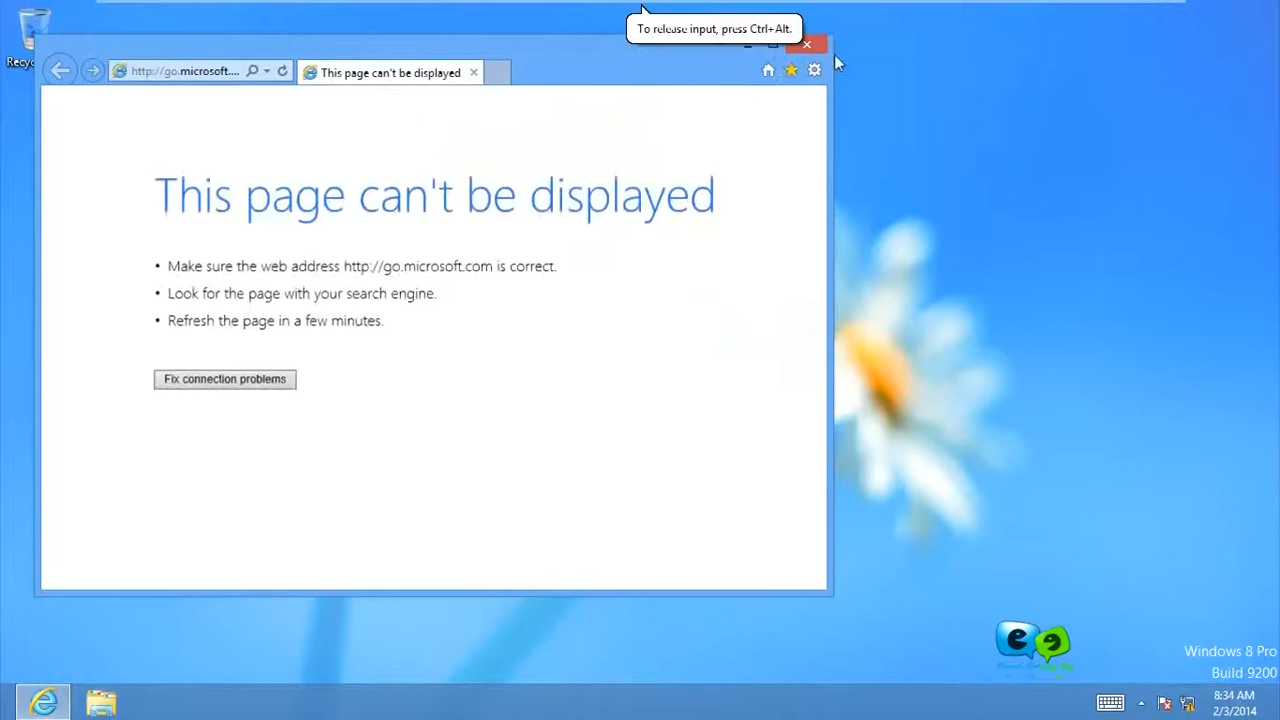 To release input, press Ctrl+Alt.
Recyc
http://go.microsoft....
This page can't be displayed
This page can't be displayed
• Make sure the web address http://go.microsoft.com is correct.
• Look for the page with your search engine.
• Refresh the page in a few minutes.
Fix connection problems
Windows 8 Pro
Build 9200
8:34 AM
2/3/2014